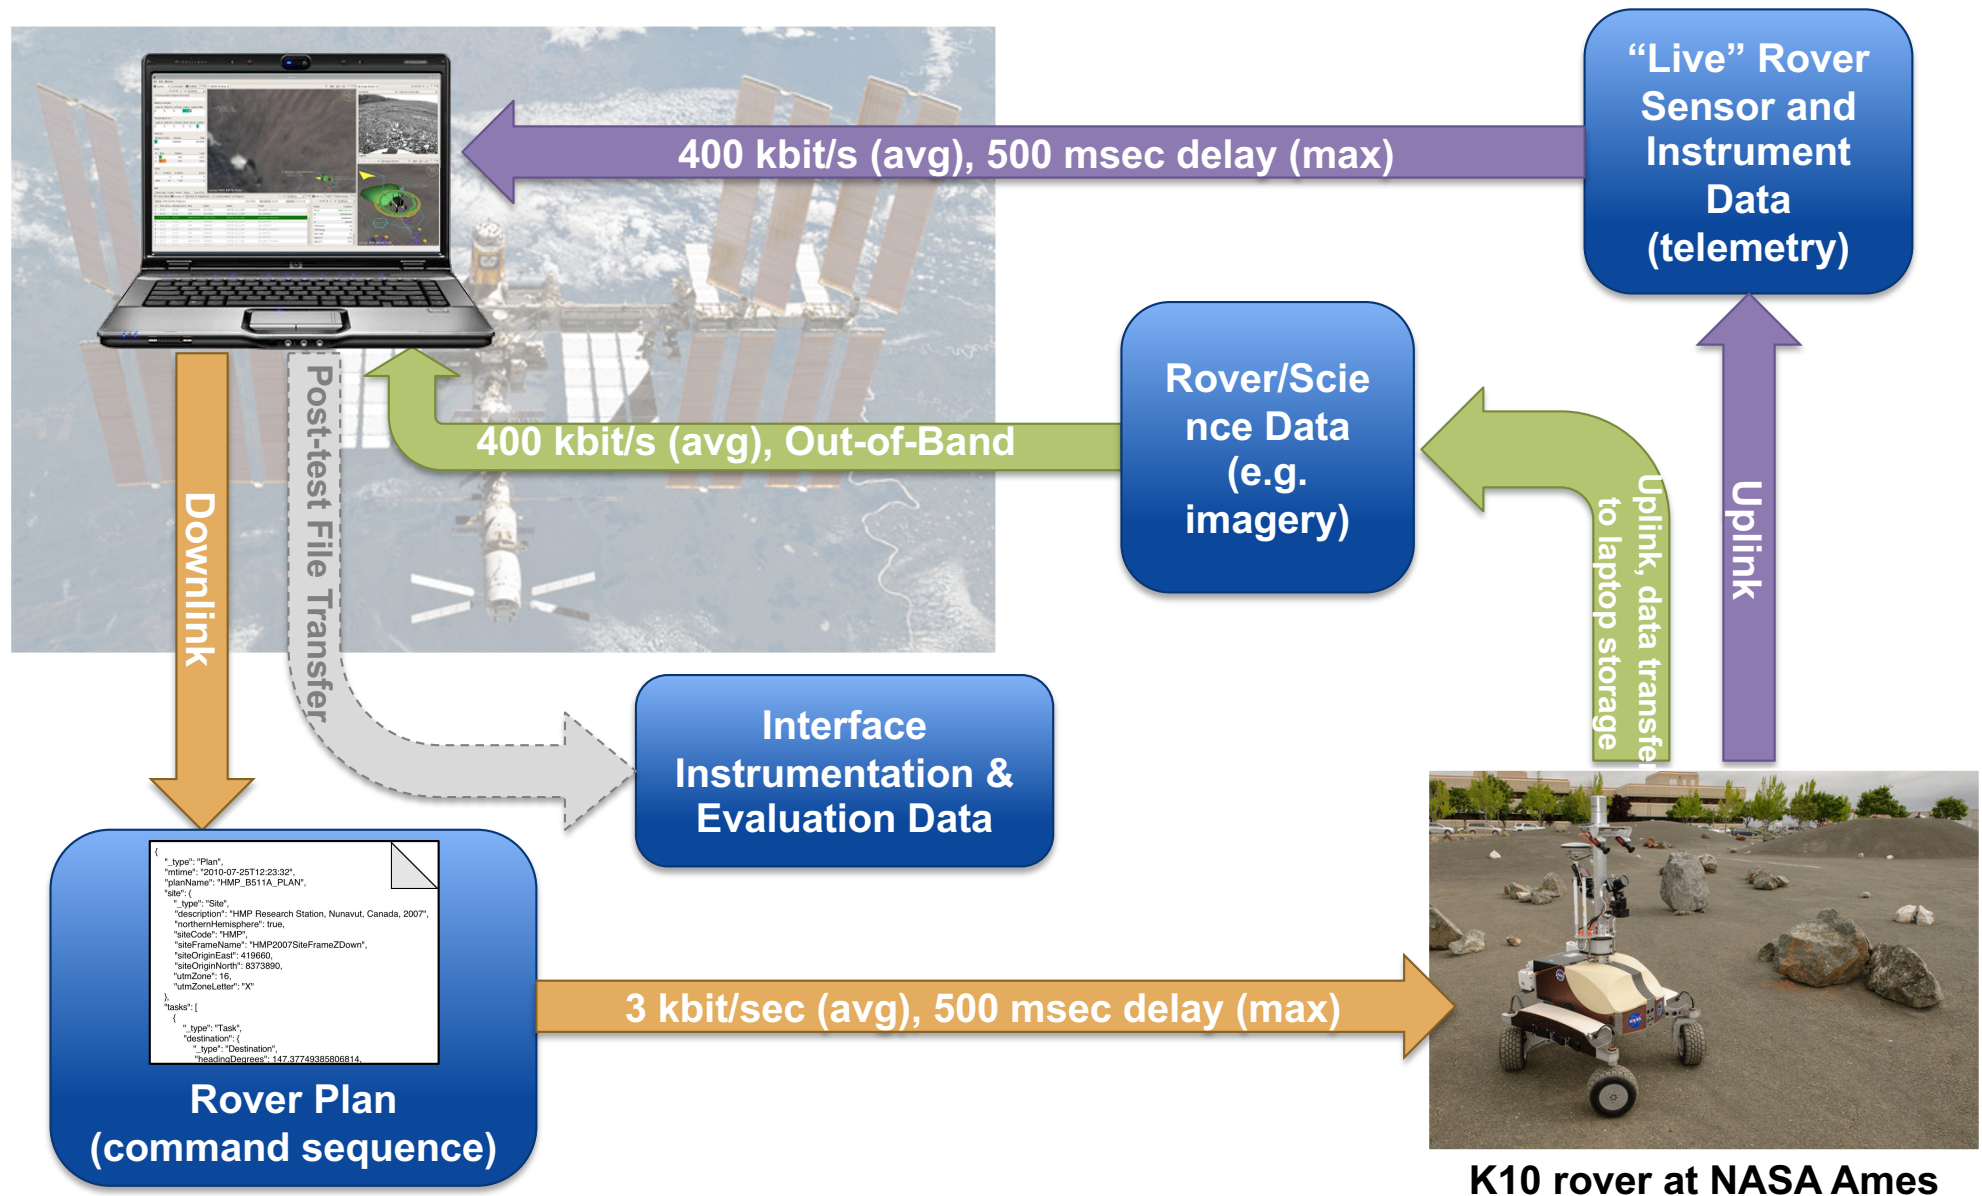 “Live” Rover
Sensor and
Instrument
Data
(telemetry)
400 kbit/s (avg), 500 msec delay (max)
Rover/Scie
nce Data
(e.g.
imagery)
400 kbit/s (avg), Out-of-Band
Downlink
Post-test File Transfer
Uplink, data transfer
to laptop storage
Uplink
Interface
Instrumentation &
Evaluation Data
{
"_type": "Plan",
"mtime": "2010-07-25T12:23:32",
"planName": "HMP_B511A_PLAN",
"site": {
"_type": "Site",
"description": "HMP Research Station, Nunavut, Canada, 2007",
"northernHemisphere": true,
"siteCode": "HMP",
"siteFrameName": "HMP2007SiteFrameZDown",
"siteOriginEast": 419660,
"siteOriginNorth": 8373890,
"utmZone": 16,
"utmZoneLetter": "X"
},
"tasks": [
{
"_type": "Task",
"destination": {
"_type": "Destination",
"headingDegrees": 147.37749385806814,
Rover Plan
(command sequence)
3 kbit/sec (avg), 500 msec delay (max)
K10 rover at NASA Ames